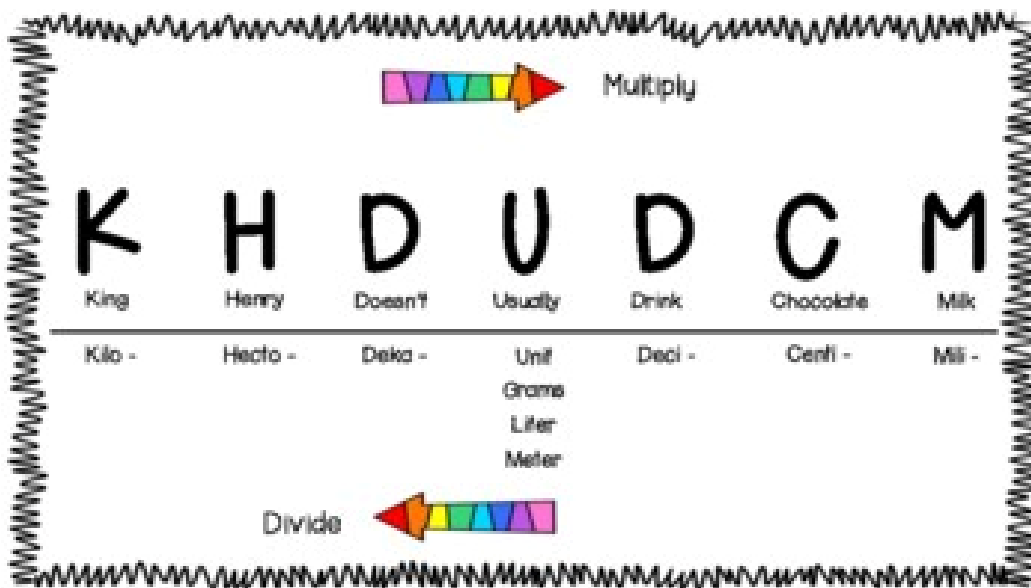 Multiply
K H D U D C M
King Henry Doesn't Usually Drink Chocolate Milk
Kilo - Hecto - Deka - Unit Deci - Centi - Mili -
Grams
Liter
Meter
Divide